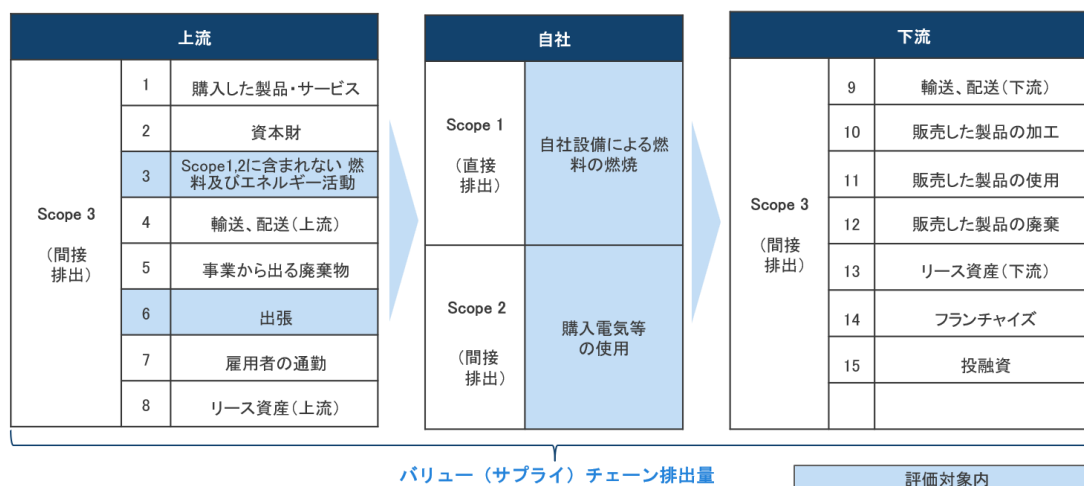 上流
Scope 3
(間接
排出)
1
購入した製品・サービス
2
資本財
3
Scope1,2に含まれない 燃
料及びエネルギー活動
4
輸送、配送(上流)
5
事業から出る廃棄物
6
出張
7
雇用者の通勤
8
リース資産(上流)
自社
Scope 1
(直接
排出)
自社設備による燃
料の燃焼
Scope 2
(間接
排出)
購入電気等
の使用
下流
Scope 3
(間接
排出)
9
輸送、配送(下流)
10
販売した製品の加工
11
販売した製品の使用
12
販売した製品の廃棄
13
リース資産(下流)
14
フランチャイズ
15
投融資
バリュー(サプライ)チェーン排出量
評価対象内